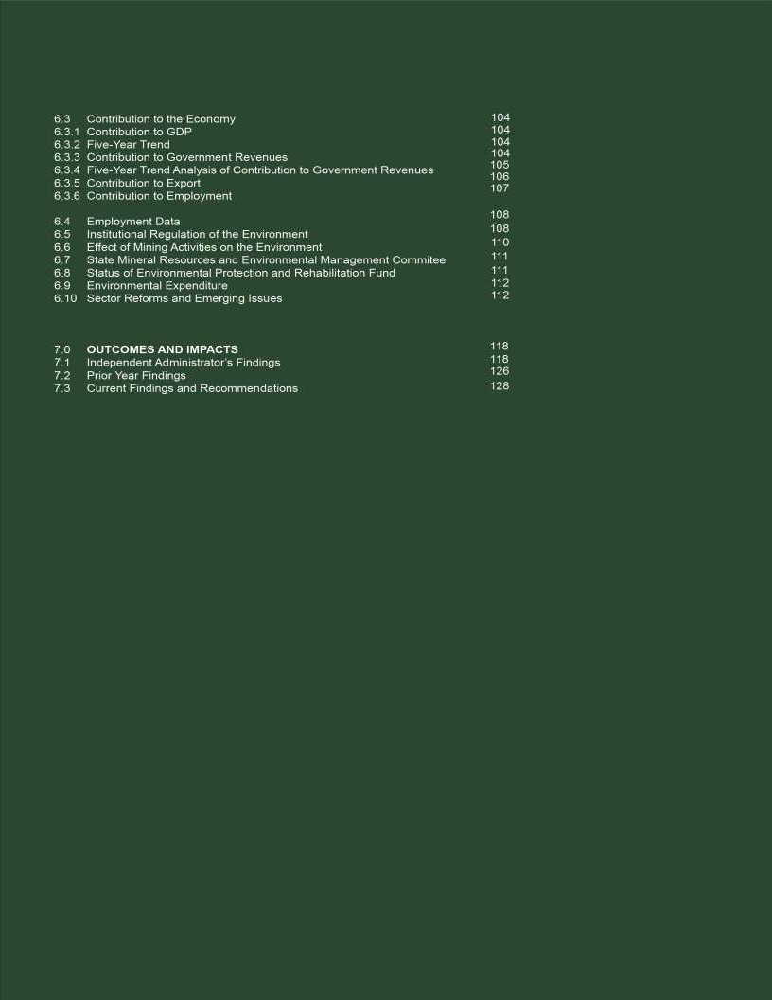 6.3 Contribution to the Economy 104
6.3.1 Contribution to GDP 104
6.3.2 Five-Year Trend 104
6.3.3 Contribution to Government Revenues 104
6.3.4 Five-Year Trend Analysis of Contribution to Government Revenues 105
6.3.5 Contribution to Export 106
6.3.6 Contribution to Employment 107
6.4 Employment Data 108
6.5 Institutional Regulation of the Environment 108
6.6 Effect of Mining Activities on the Environment 110
6.7 State Mineral Resources and Environmental Management Commitee 111
6.8 Status of Environmental Protection and Rehabilitation Fund 111
6.9 Environmental Expenditure 112
6.10 Sector Reforms and Emerging Issues 112
7.0 OUTCOMES AND IMPACTS 118
7.1 Independent Administrator's Findings 118
7.2 Prior Year Findings 126
7.3 Current Findings and Recommendations 128